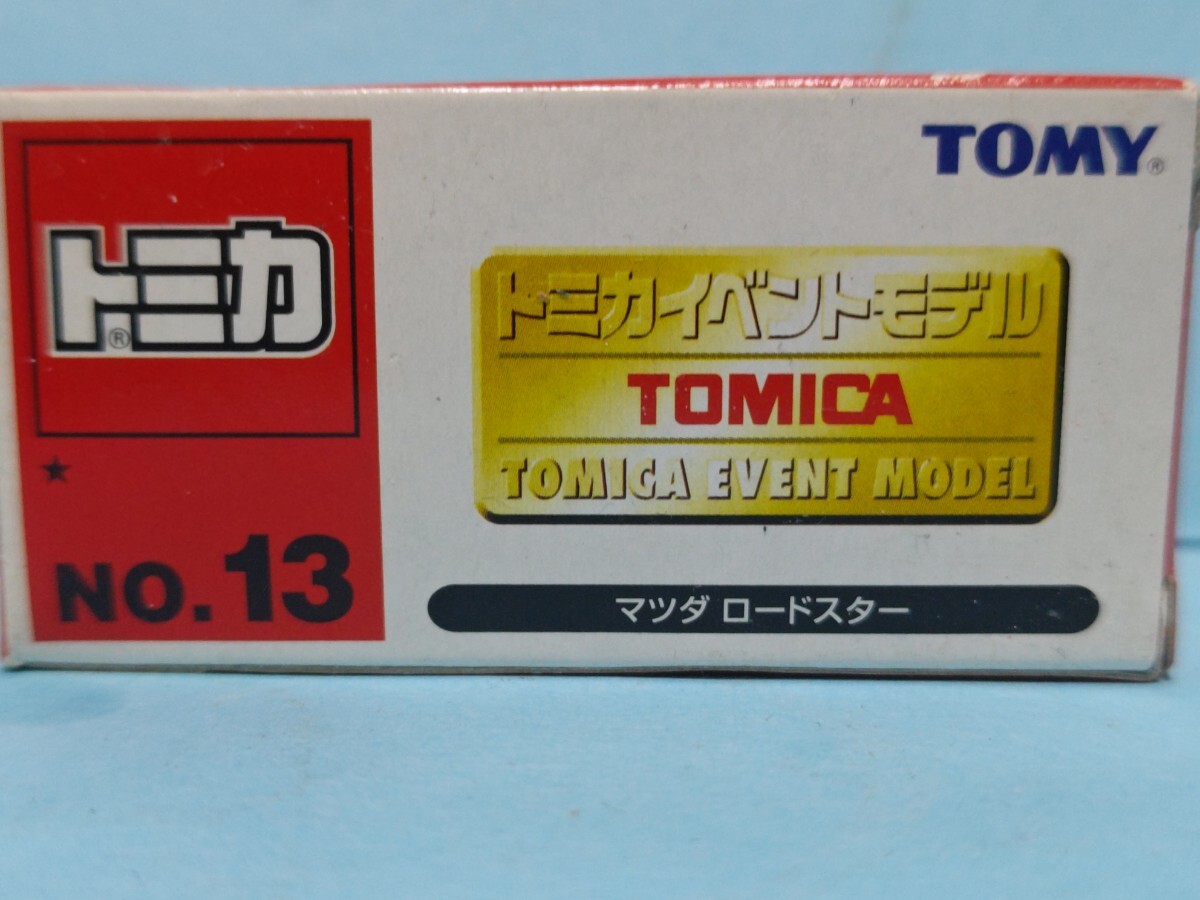 トミカ®
★
NO.13
TOMY®
トミカイベントモデル
TOMICA
TOMICA EVENT MODEL
マツダ ロードスター